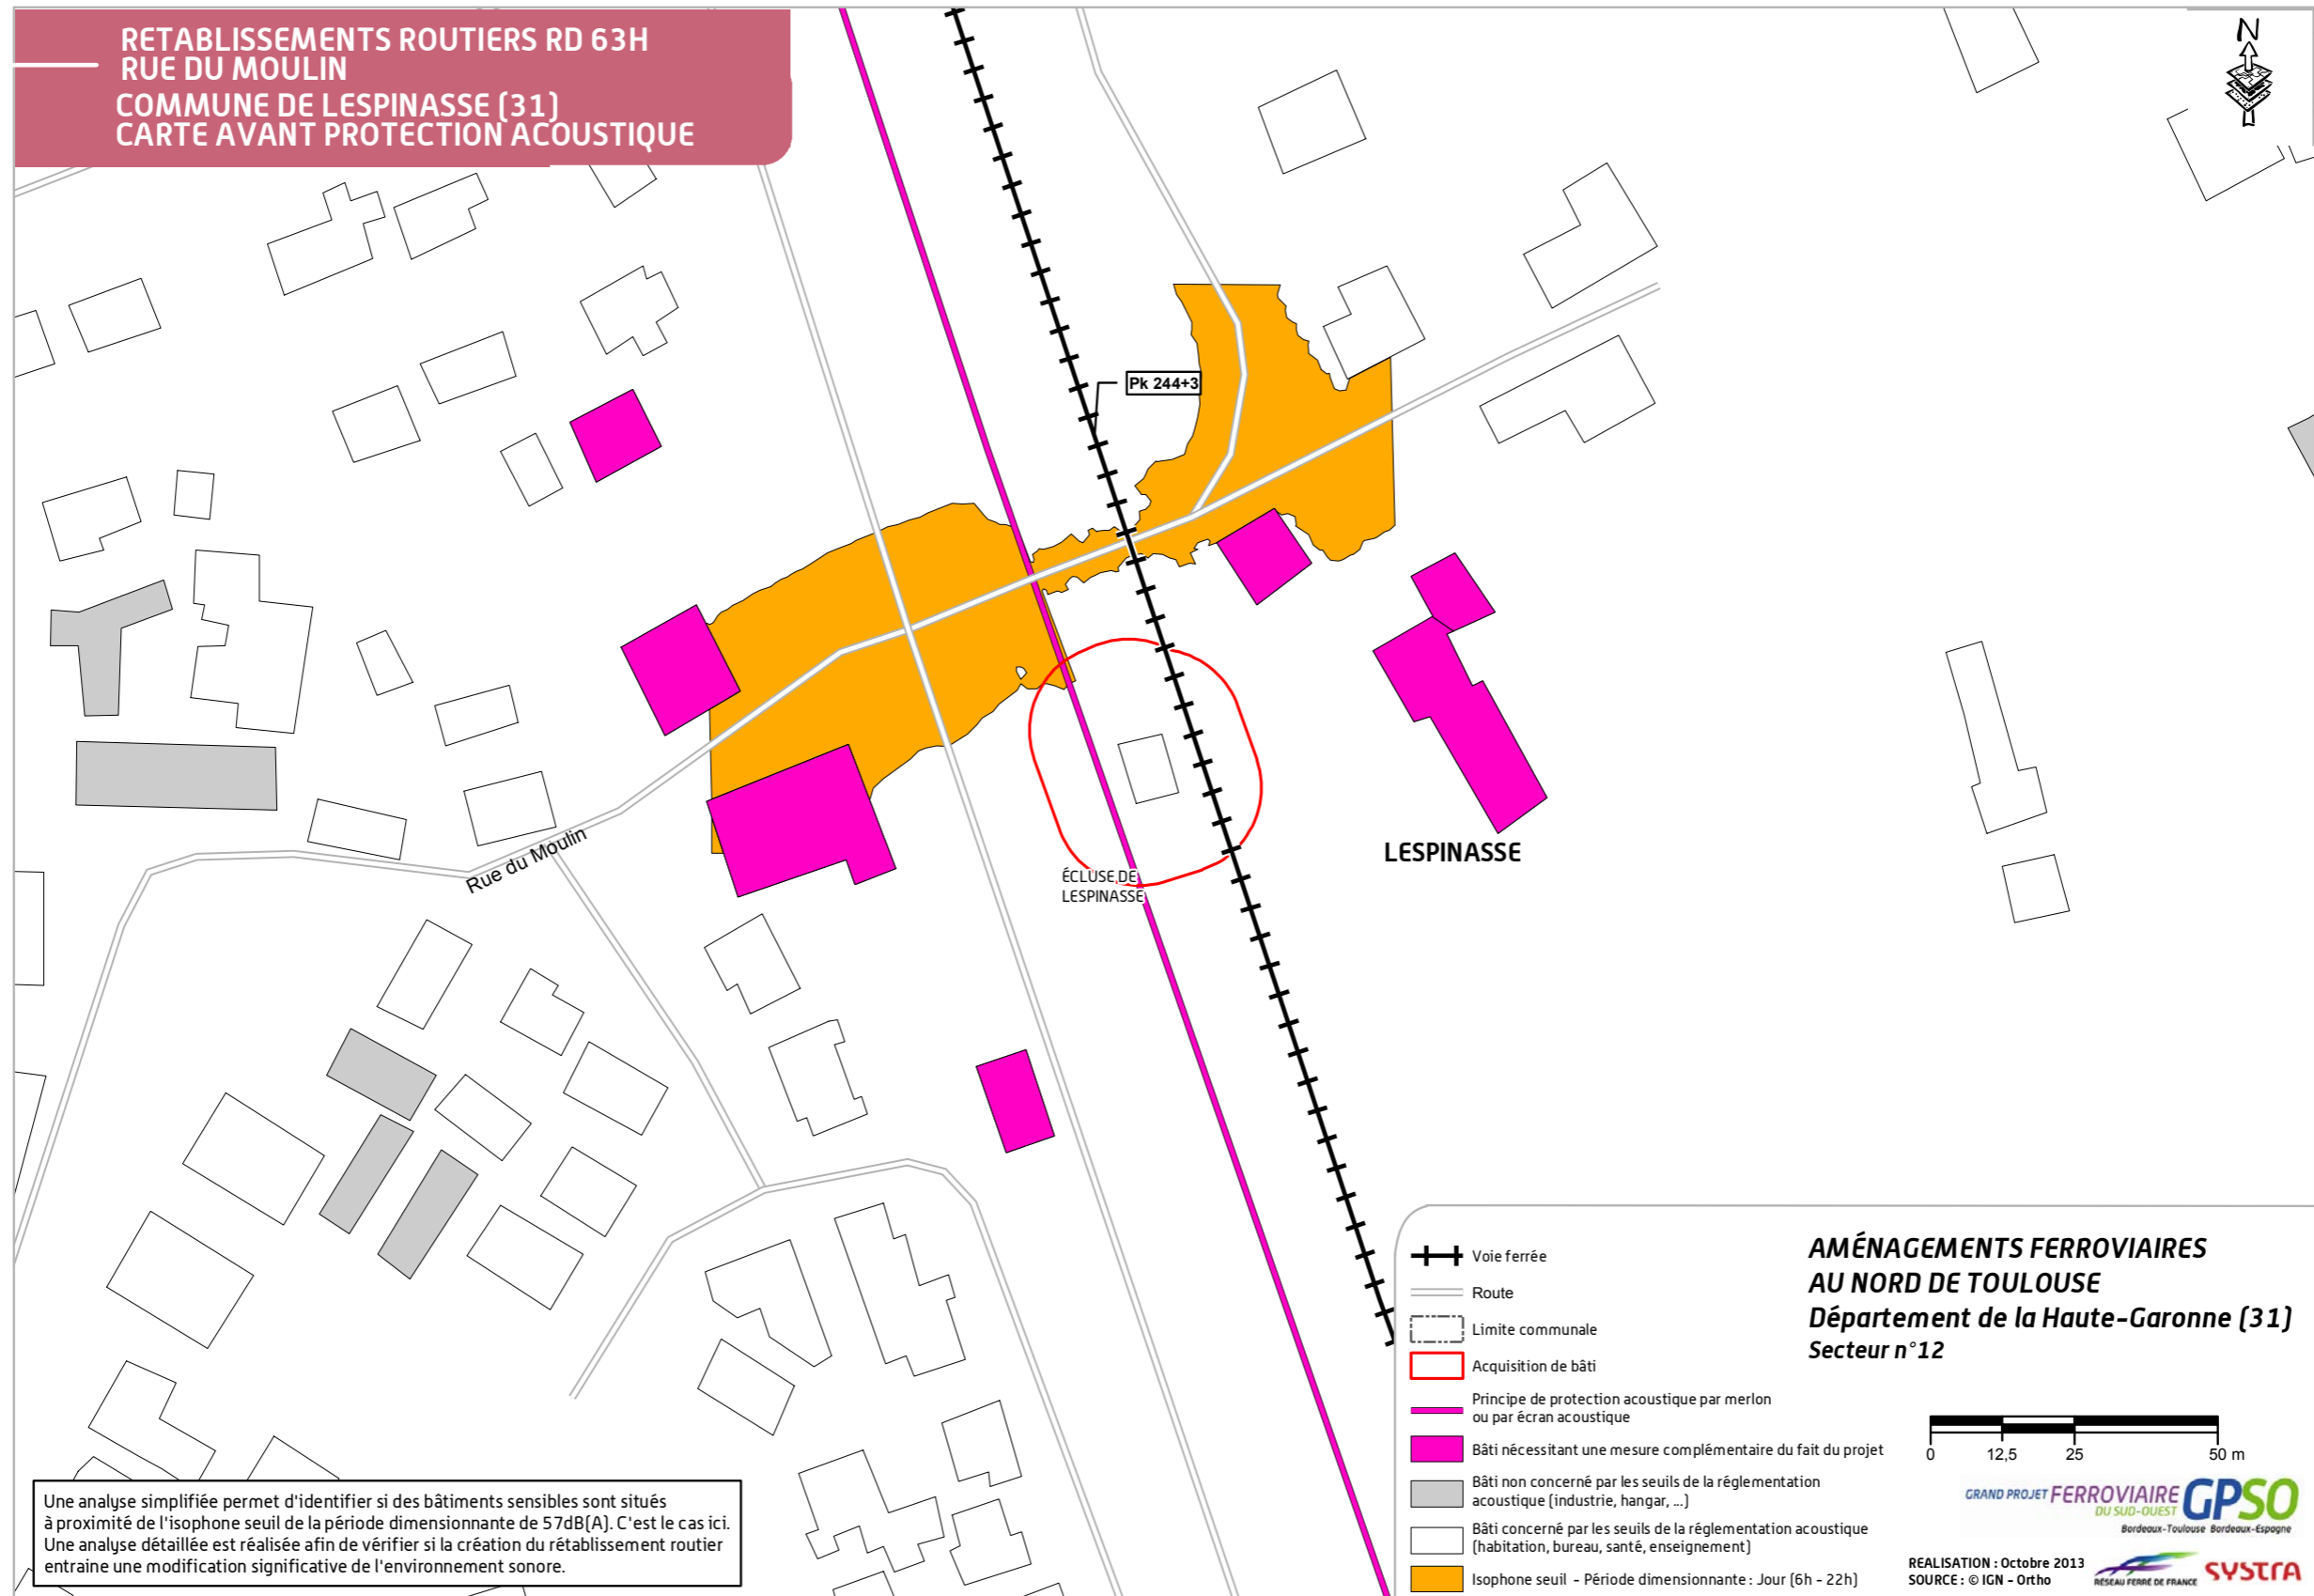 RETABLISSEMENTS ROUTIERS RD 63H
RUE DU MOULIN
COMMUNE DE LESPINASSE (31)
CARTE AVANT PROTECTION ACOUSTIQUE
N
Pk 244+3
Rue du Moulin
LESPINASSE
ÉCLUSE DE
LESPINASSE
Voie ferrée
Route
Limite communale
Acquisition de bâti
Principe de protection acoustique par merlon
ou par écran acoustique
Bâti nécessitant une mesure complémentaire du fait du projet
Bâti non concerné par les seuils de la réglementation
acoustique (industrie, hangar, ...)
Bâti concerné par les seuils de la réglementation acoustique
(habitation, bureau, santé, enseignement)
Isophone seuil - Période dimensionnante : Jour (6h - 22h)
AMÉNAGEMENTS FERROVIAIRES
AU NORD DE TOULOUSE
Département de la Haute-Garonne (31)
Secteur n°12
0 12,5 25 50 m
GRAND PROJET FERROVIAIRE
DU SUD-OUEST
GPSO
Bordeaux-Toulouse Bordeaux-Espagne
REALISATION : Octobre 2013
SOURCE : © IGN - Ortho
RÉSEAU FERRÉ DE FRANCE
SYSTRA
Une analyse simplifiée permet d'identifier si des bâtiments sensibles sont situés
à proximité de l'isophone seuil de la période dimensionnante de 57dB(A). C'est le cas ici.
Une analyse détaillée est réalisée afin de vérifier si la création du rétablissement routier
entraine une modification significative de l'environnement sonore.